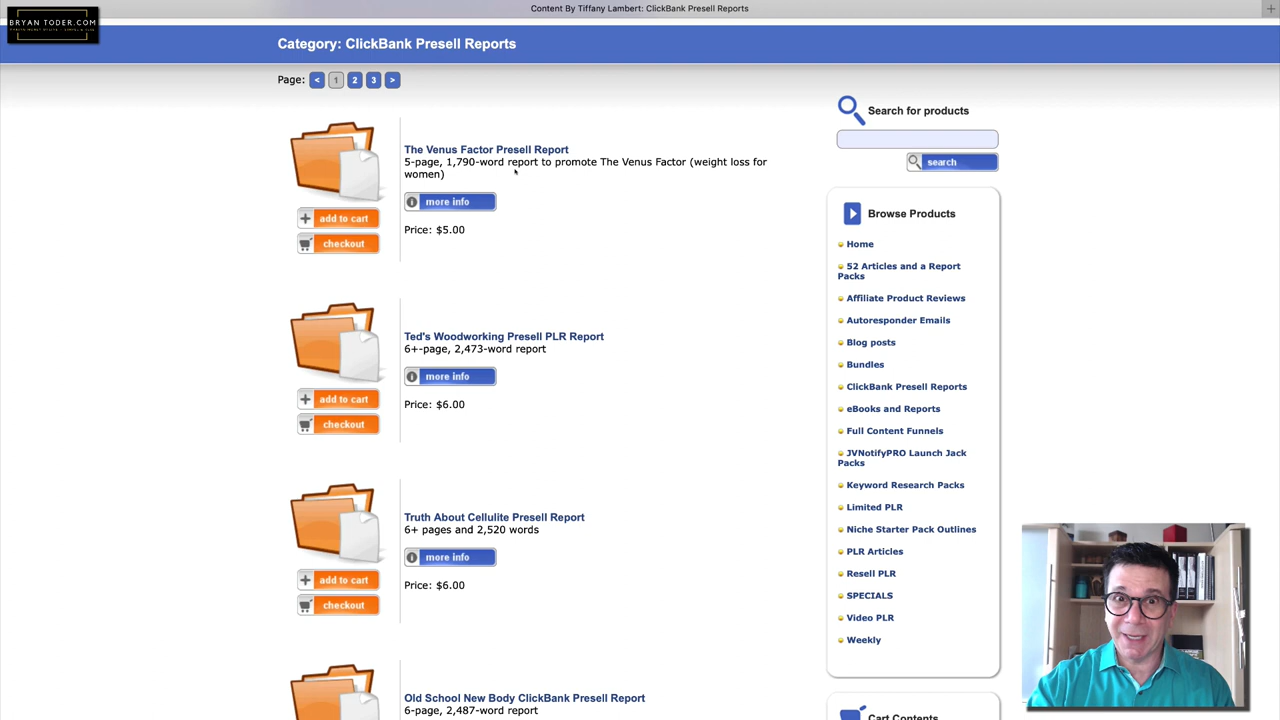 Content By Tiffany Lambert: ClickBank Presell Reports
+
BRYAN TODER.COM
Category: ClickBank Presell Reports
Page: < 1 2 3 >
The Venus Factor Presell Report
5-page, 1,790-word report to promote The Venus Factor (weight loss for
women)
more info
add to cart
Price: $5.00
checkout
Ted's Woodworking Presell PLR Report
6+-page, 2,473-word report
more info
add to cart
Price: $6.00
checkout
Truth About Cellulite Presell Report
6+ pages and 2,520 words
more info
add to cart
Price: $6.00
checkout
Old School New Body ClickBank Presell Report
6-page, 2,487-word report
Search for products
search
Browse Products
Home
52 Articles and a Report
Packs
Affiliate Product Reviews
Autoresponder Emails
Blog posts
Bundles
ClickBank Presell Reports
eBooks and Reports
Full Content Funnels
JVNotifyPRO Launch Jack
Packs
Keyword Research Packs
Limited PLR
Niche Starter Pack Outlines
PLR Articles
Resell PLR
SPECIALS
Video PLR
Weekly
Cart Contents